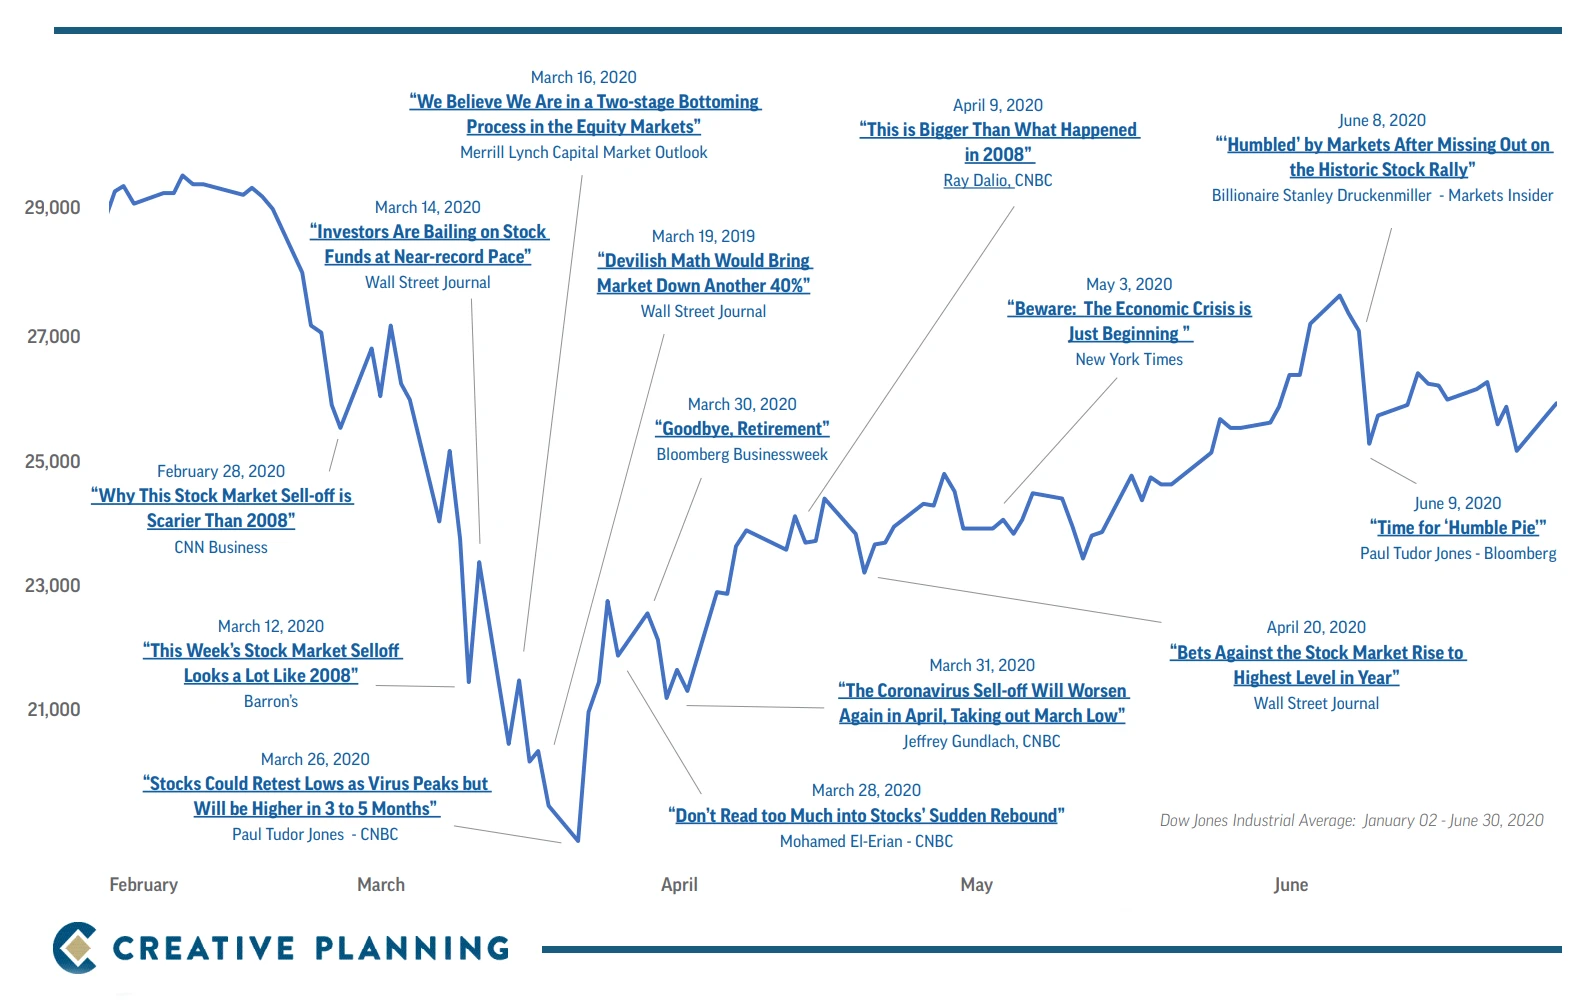 March 16, 2020
“We Believe We Are in a Two-stage Bottoming
Process in the Equity Markets”
Merrill Lynch Capital Market Outlook
April 9, 2020
“This is Bigger Than What Happened
in 2008”
Ray Dalio, CNBC
June 8, 2020
“‘Humbled’ by Markets After Missing Out on
the Historic Stock Rally”
Billionaire Stanley Druckenmiller - Markets Insider
29,000
March 14, 2020
“Investors Are Bailing on Stock
Funds at Near-record Pace”
Wall Street Journal
March 19, 2019
“Devilish Math Would Bring
Market Down Another 40%”
Wall Street Journal
May 3, 2020
“Beware: The Economic Crisis is
Just Beginning ”
New York Times
27,000
March 30, 2020
“Goodbye, Retirement”
Bloomberg Businessweek
25,000
February 28, 2020
“Why This Stock Market Sell-off is
Scarier Than 2008”
CNN Business
June 9, 2020
“Time for ‘Humble Pie’”
Paul Tudor Jones - Bloomberg
23,000
March 12, 2020
“This Week’s Stock Market Selloff
Looks a Lot Like 2008”
Barron’s
April 20, 2020
“Bets Against the Stock Market Rise to
Highest Level in Year”
Wall Street Journal
March 31, 2020
“The Coronavirus Sell-off Will Worsen
Again in April, Taking out March Low”
Jeffrey Gundlach, CNBC
21,000
March 26, 2020
“Stocks Could Retest Lows as Virus Peaks but
Will be Higher in 3 to 5 Months”
Paul Tudor Jones - CNBC
March 28, 2020
“Don’t Read too Much into Stocks’ Sudden Rebound”
Mohamed El-Erian - CNBC
Dow Jones Industrial Average: January 02 - June 30, 2020
February March April May June
CREATIVE PLANNING